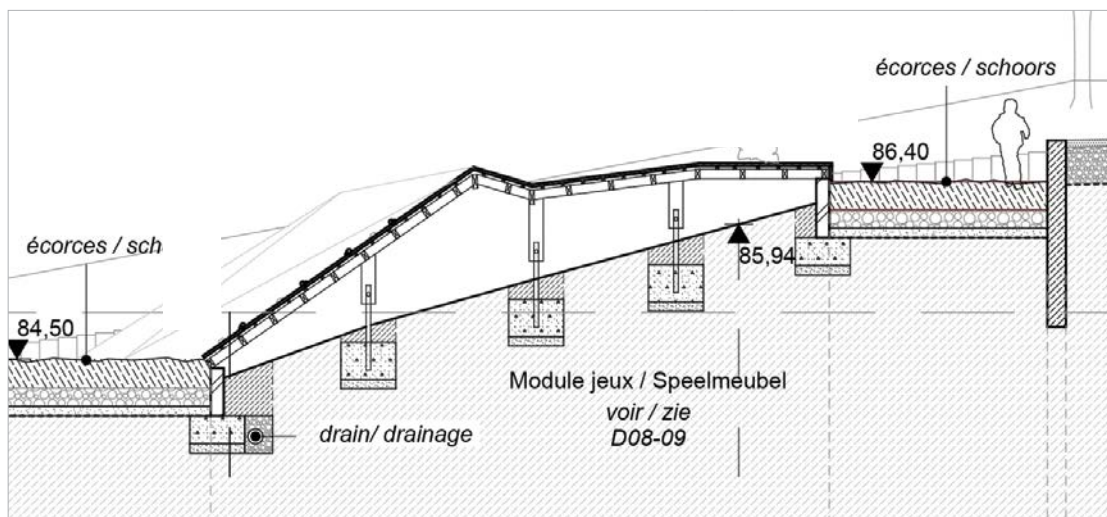 écorces / schoors
86,40
écorces / sch
85,94
84,50
Module jeux / Speelmeubel
voir / zie
D08-09
drain/ drainage